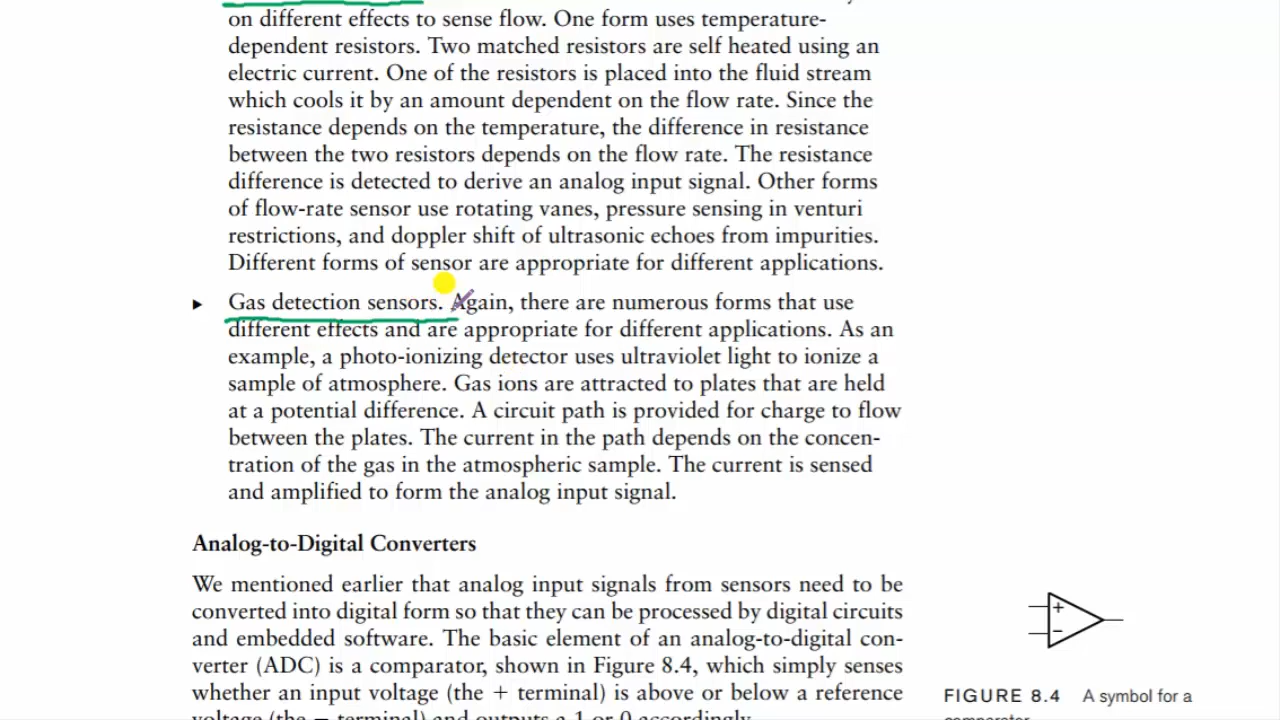 on different effects to sense flow. One form uses temperature-
dependent resistors. Two matched resistors are self heated using an
electric current. One of the resistors is placed into the fluid stream
which cools it by an amount dependent on the flow rate. Since the
resistance depends on the temperature, the difference in resistance
between the two resistors depends on the flow rate. The resistance
difference is detected to derive an analog input signal. Other forms
of flow-rate sensor use rotating vanes, pressure sensing in venturi
restrictions, and doppler shift of ultrasonic echoes from impurities.
Different forms of sensor are appropriate for different applications.
▸ Gas detection sensors. Again, there are numerous forms that use
different effects and are appropriate for different applications. As an
example, a photo-ionizing detector uses ultraviolet light to ionize a
sample of atmosphere. Gas ions are attracted to plates that are held
at a potential difference. A circuit path is provided for charge to flow
between the plates. The current in the path depends on the concen-
tration of the gas in the atmospheric sample. The current is sensed
and amplified to form the analog input signal.
Analog-to-Digital Converters
We mentioned earlier that analog input signals from sensors need to be
converted into digital form so that they can be processed by digital circuits
and embedded software. The basic element of an analog-to-digital con-
verter (ADC) is a comparator, shown in Figure 8.4, which simply senses
whether an input voltage (the + terminal) is above or below a reference
voltage (the − terminal) and outputs a 1 or 0 accordingly.
+
−
FIGURE 8.4 A symbol for a
comparator